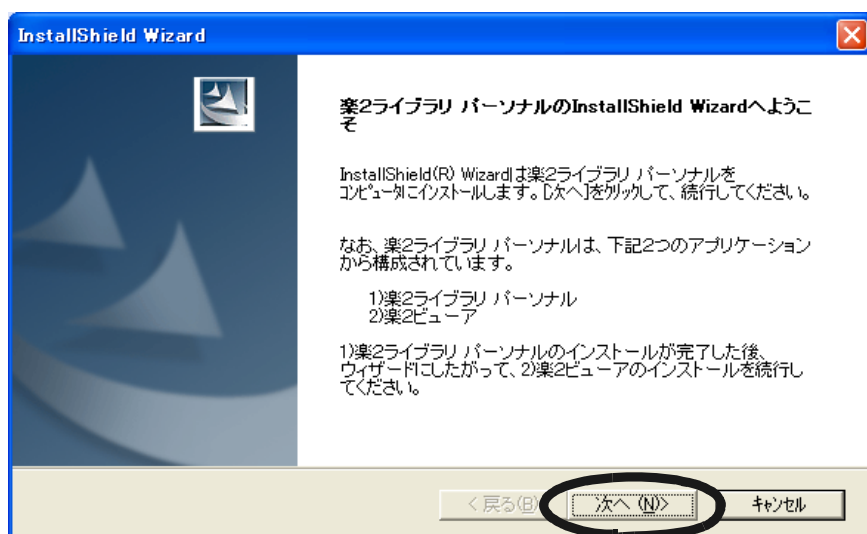 InstallShield Wizard
楽2ライブラリ パーソナルのInstallShield Wizardへようこ
そ
InstallShield(R) Wizardは楽2ライブラリ パーソナルを
コンピュータにインストールします。[次へ]をクリックして、続行してください。
なお、楽2ライブラリ パーソナルは、下記2つのアプリケーション
から構成されています。
1)楽2ライブラリ パーソナル
2)楽2ビューア
1)楽2ライブラリ パーソナルのインストールが完了した後、
ウィザードにしたがって、2)楽2ビューアのインストールを続行し
てください。
< 戻る(B) 次へ (N)> キャンセル